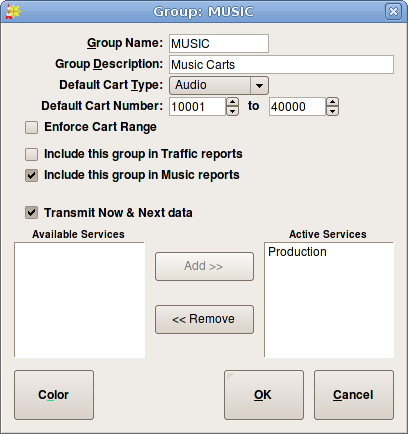 Group: MUSIC
Group Name: MUSIC
Group Description: Music Carts
Default Cart Type: Audio
Default Cart Number: 10001 to 40000
Enforce Cart Range
Include this group in Traffic reports
Include this group in Music reports
Transmit Now & Next data
Available Services Active Services
Production
Add >>
<< Remove
Color OK Cancel